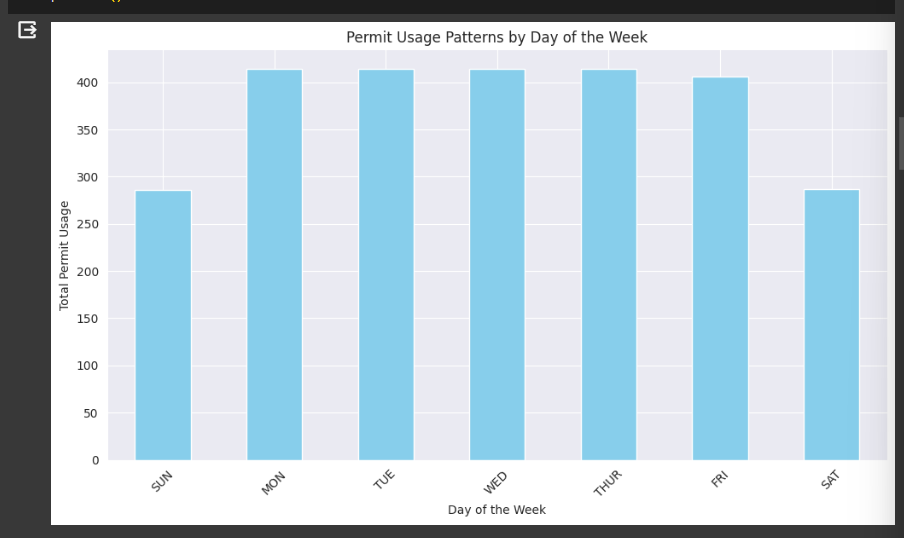 Permit Usage Patterns by Day of the Week
Total Permit Usage
400
350
300
250
200
150
100
50
0
SUN
MON
TUE
WED
THUR
FRI
SAT
Day of the Week